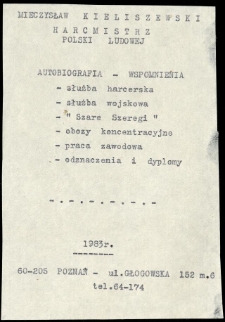 MIECZYSŁAW KIELISZEWSKI
HARCMISTRZ
POLSKI LUDOWEJ
AUTOBIOGRAFIA - WSPOMNIENIA
- służba harcerska
- służba wojskowa
- "Szare Szeregi"
- obozy koncentracyjne
- praca zawodowa
- odznaczenia i dyplomy
-.-.-.-.-.-
1983r.
60-205 POZNAŃ - ul.GŁOGOWSKA 152 m.6
tel.64-174